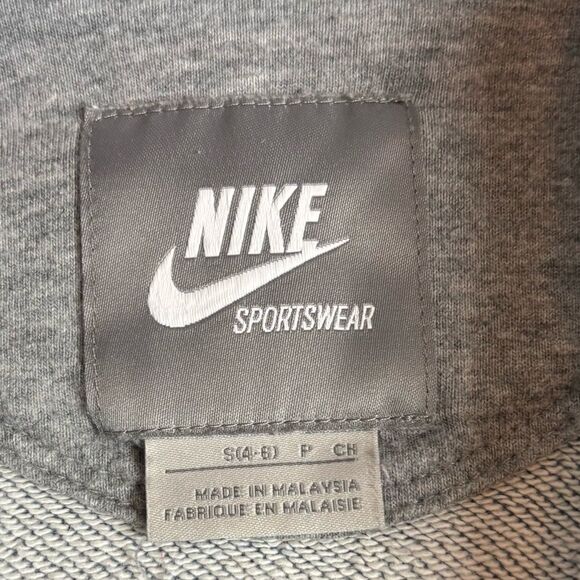 NIKE
SPORTSWEAR
S(4-6) P CH
MADE IN MALAYSIA
FABRIQUE EN MALAISIE